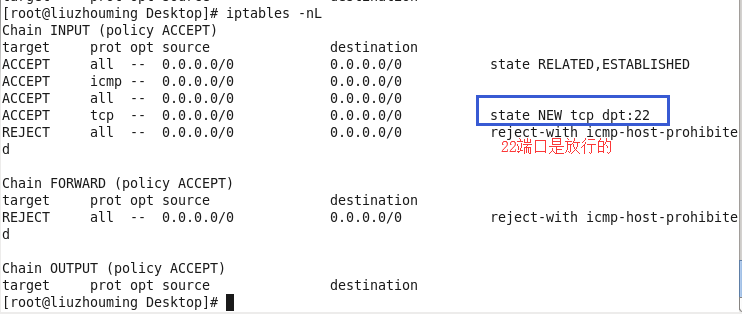 [root@liuzhouming Desktop]# iptables -nL
Chain INPUT (policy ACCEPT)
target     prot opt source               destination
ACCEPT     all  --  0.0.0.0/0            0.0.0.0/0           state RELATED,ESTABLISHED
ACCEPT     icmp --  0.0.0.0/0            0.0.0.0/0
ACCEPT     all  --  0.0.0.0/0            0.0.0.0/0
ACCEPT     tcp  --  0.0.0.0/0            0.0.0.0/0           state NEW tcp dpt:22
REJECT     all  --  0.0.0.0/0            0.0.0.0/0           reject-with icmp-host-prohibite
d
22端口是放行的
Chain FORWARD (policy ACCEPT)
target     prot opt source               destination
REJECT     all  --  0.0.0.0/0            0.0.0.0/0           reject-with icmp-host-prohibite
d
Chain OUTPUT (policy ACCEPT)
target     prot opt source               destination
[root@liuzhouming Desktop]#